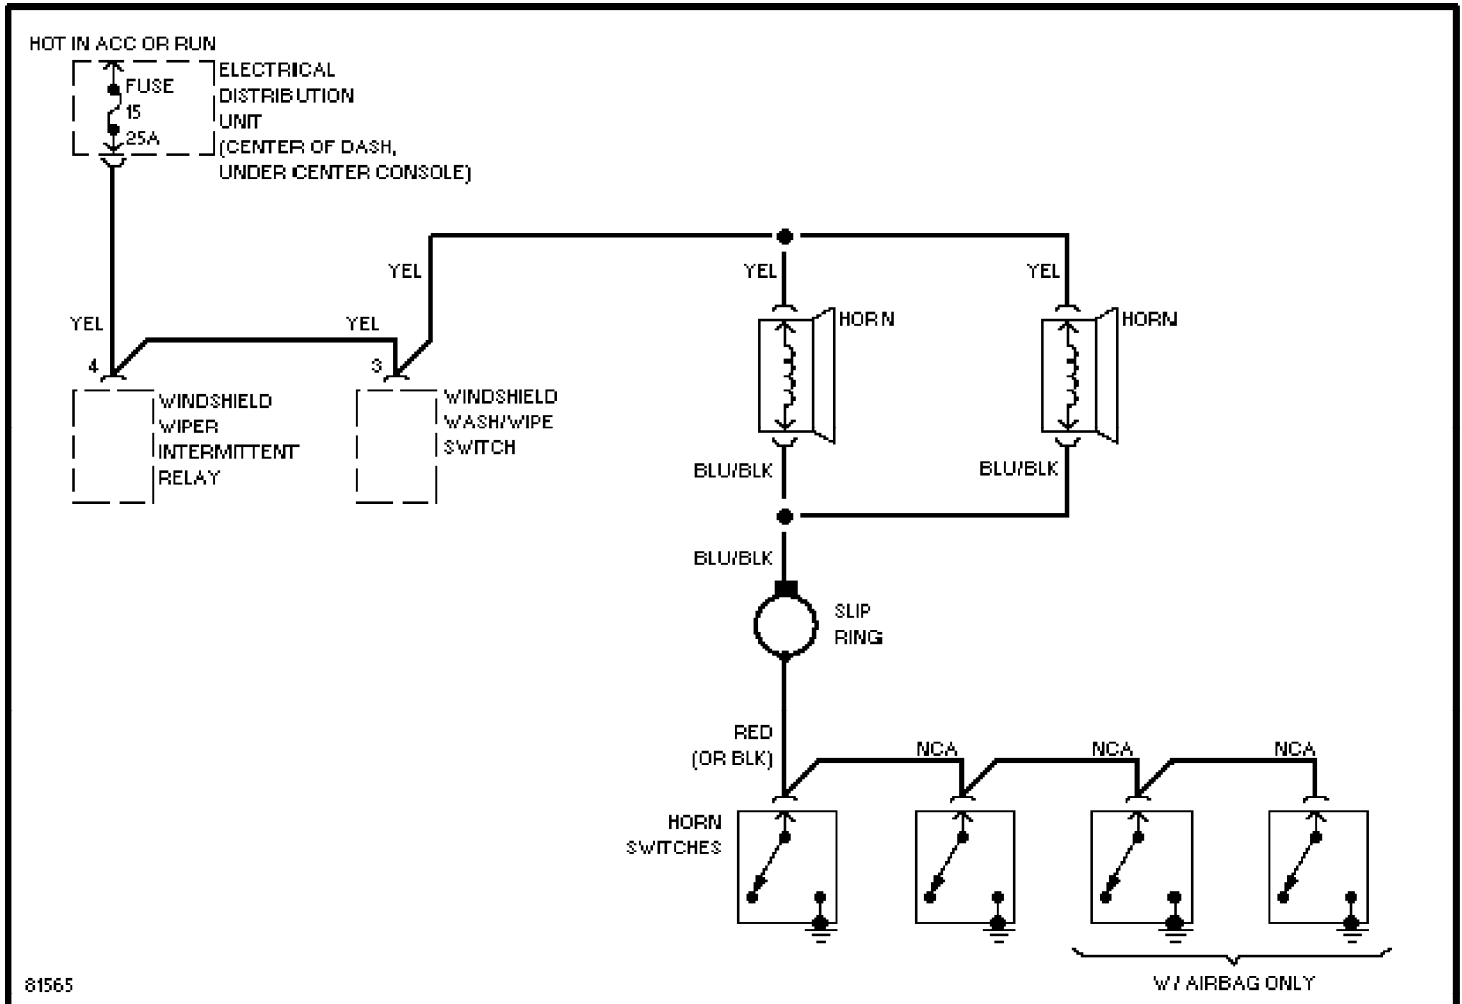 HOT IN ACC OR RUN
FUSE
15
25A
ELECTRICAL
DISTRIBUTION
UNIT
(CENTER OF DASH,
UNDER CENTER CONSOLE)
YEL
YEL
YEL
YEL
YEL
HORN
HORN
4
3
WINDSHIELD
WIPER
INTERMITTENT
RELAY
WINDSHIELD
WASH/WIPE
SWITCH
BLU/BLK
BLU/BLK
BLU/BLK
SLIP
RING
RED
(OR BLK)
NCA
NCA
NCA
HORN
SWITCHES
W/ AIRBAG ONLY
81565